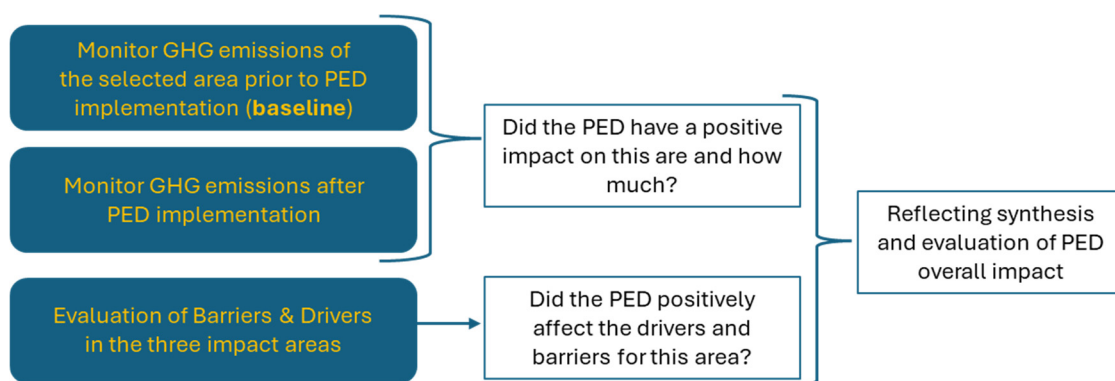 Monitor GHG emissions of
the selected area prior to PED
implementation (baseline)
Monitor GHG emissions after
PED implementation
Evaluation of Barriers & Drivers
in the three impact areas
Did the PED have a positive
impact on this are and how
much?
Did the PED positively
affect the drivers and
barriers for this area?
Reflecting synthesis
and evaluation of PED
overall impact